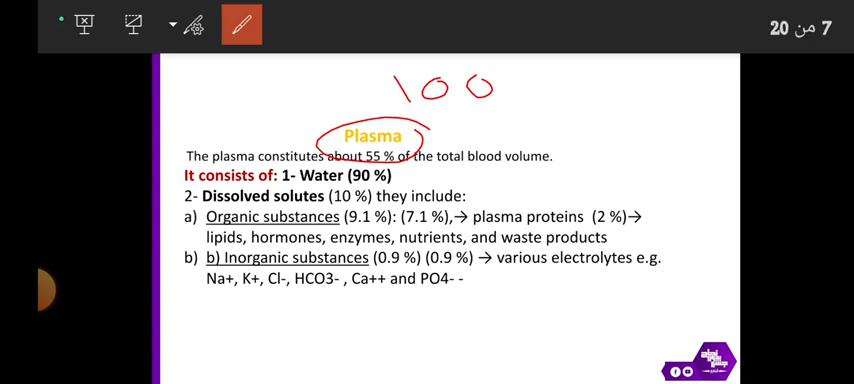 7 من 20
100
Plasma
The plasma constitutes about 55 % of the total blood volume.
It consists of: 1- Water (90 %)
2- Dissolved solutes (10 %) they include:
a) Organic substances (9.1 %): (7.1 %),→ plasma proteins (2 %)→
lipids, hormones, enzymes, nutrients, and waste products
b) b) Inorganic substances (0.9 %) (0.9 %) → various electrolytes e.g.
Na+, K+, Cl-, HCO3- , Ca++ and PO4- -